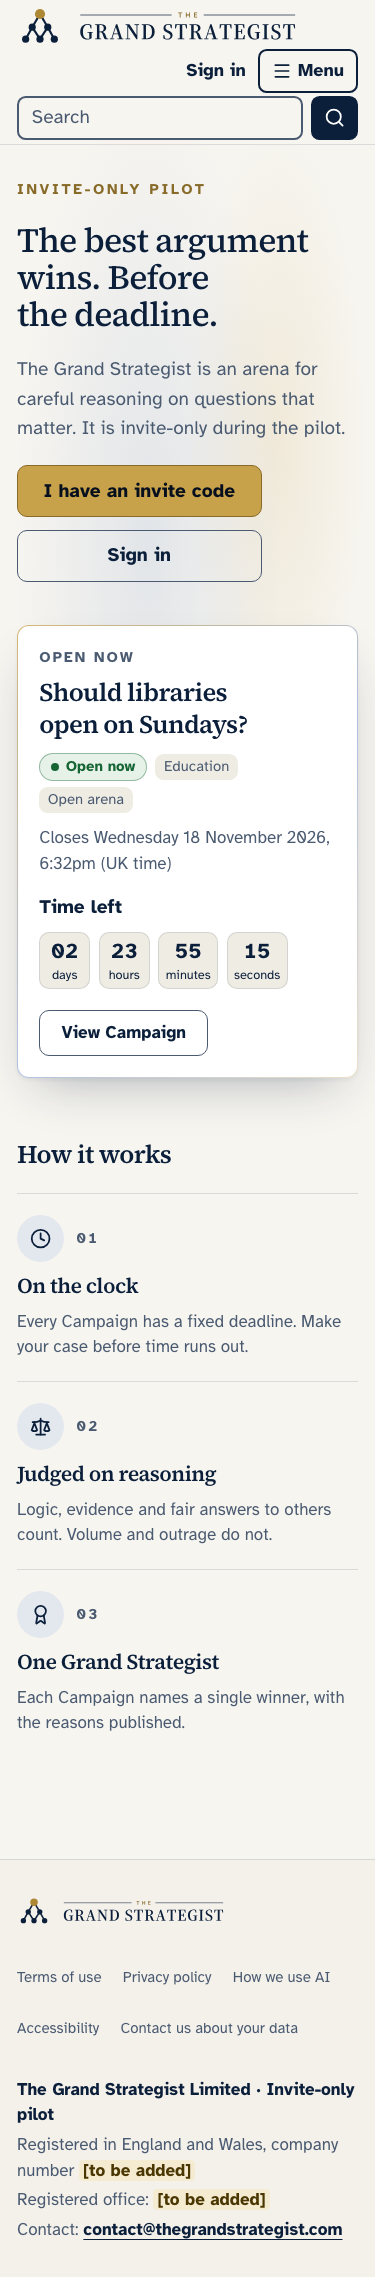 THE
GRAND STRATEGIST
Sign in
Menu
Search
INVITE-ONLY PILOT
The best argument
wins. Before
the deadline.
The Grand Strategist is an arena for
careful reasoning on questions that
matter. It is invite-only during the pilot.
I have an invite code
Sign in
OPEN NOW
Should libraries
open on Sundays?
Open now
Education
Open arena
Closes Wednesday 18 November 2026,
6:32pm (UK time)
Time left
02 23 55 15
days hours minutes seconds
View Campaign
How it works
01
On the clock
Every Campaign has a fixed deadline. Make
your case before time runs out.
02
Judged on reasoning
Logic, evidence and fair answers to others
count. Volume and outrage do not.
03
One Grand Strategist
Each Campaign names a single winner, with
the reasons published.
THE
GRAND STRATEGIST
Terms of use Privacy policy How we use AI
Accessibility Contact us about your data
The Grand Strategist Limited · Invite-only
pilot
Registered in England and Wales, company
number [to be added]
Registered office: [to be added]
Contact: contact@thegrandstrategist.com